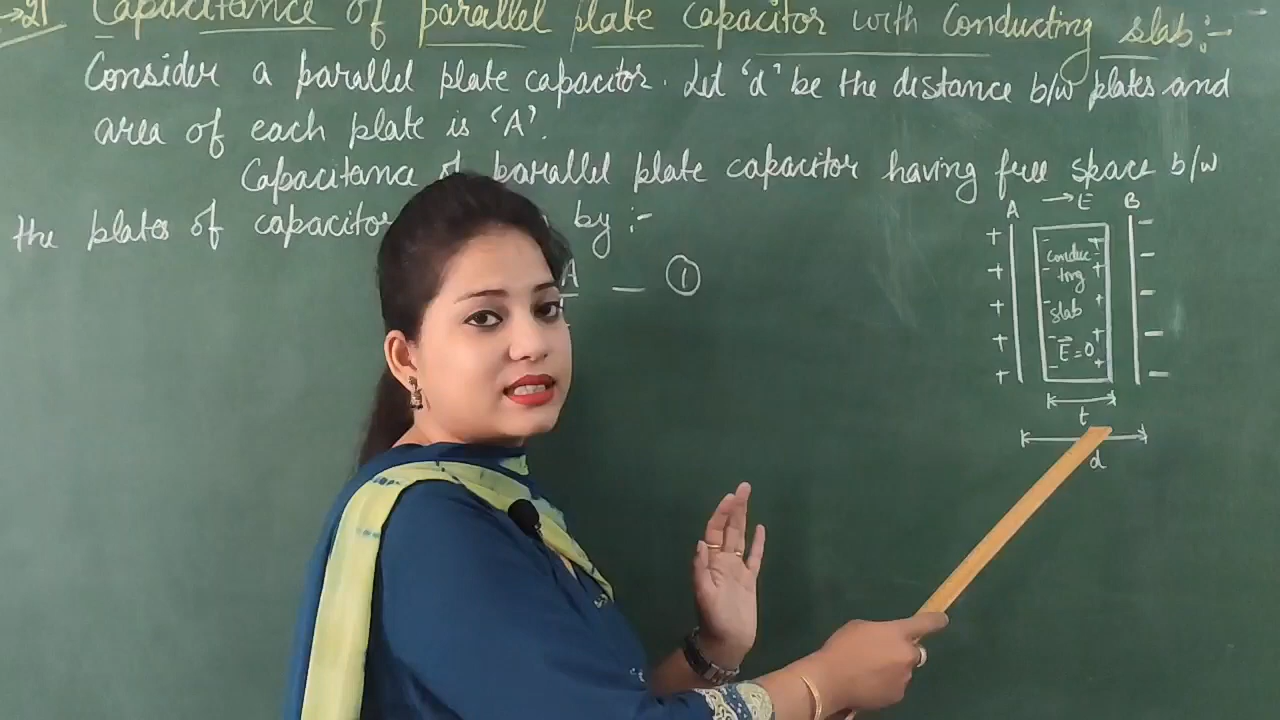 →21 Capacitance of parallel plate capacitor with conducting slab:-
Consider a parallel plate capacitor. Let 'd' be the distance b/w plates and
area of each plate is 'A'.
Capacitance of parallel plate capacitor having free space b/w
the plates of capacitor by :-
A — ①
A → E B
+ + + + +
- - - - -
conduc-
ting
slab
E⃗ = 0
- - - - -
+ + + + +
t
d